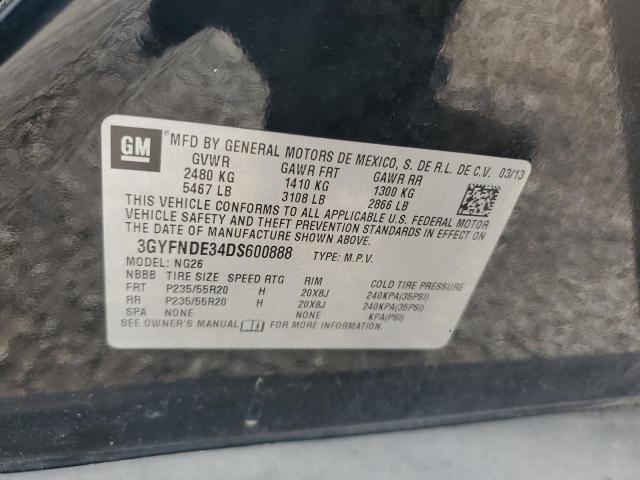 GM ® MFD BY GENERAL MOTORS DE MEXICO, S. DE R.L. DE C.V. 03/13
GVWR GAWR FRT GAWR RR
2480 KG 1410 KG 1300 KG
5467 LB 3108 LB 2866 LB
THIS VEHICLE CONFORMS TO ALL APPLICABLE U.S. FEDERAL MOTOR
VEHICLE SAFETY AND THEFT PREVENTION STANDARDS IN EFFECT ON
THE DATE OF MANUFACTURE SHOWN ABOVE.
3GYFNDE34DS600888 TYPE: M.P.V.
MODEL: NG26
NBBB TIRE SIZE SPEED RTG RIM COLD TIRE PRESSURE
FRT P235/55R20 H 20X8J 240KPA(35PSI)
RR P235/55R20 H 20X8J 240KPA(35PSI)
SPA NONE NONE KPA(PSI)
SEE OWNER'S MANUAL FOR MORE INFORMATION.